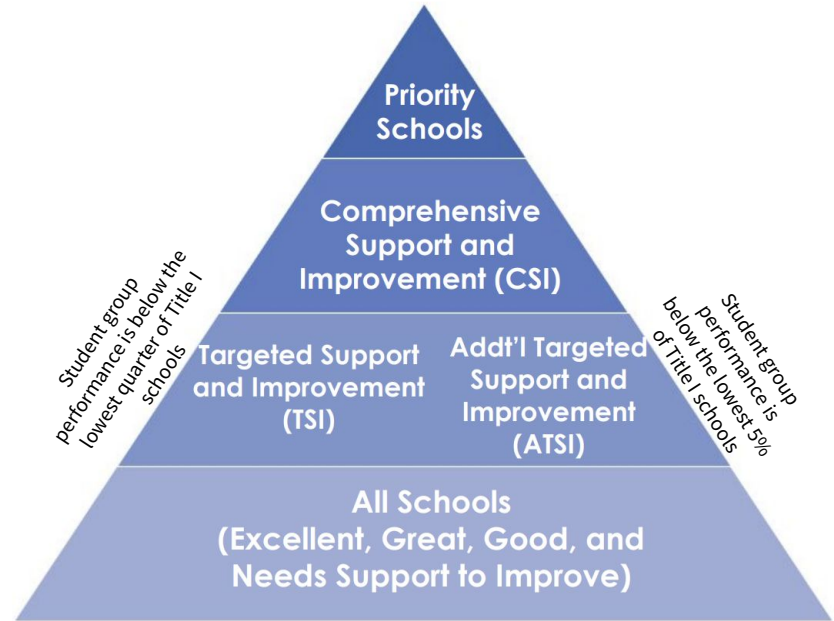 Priority
Schools
Comprehensive
Support and
Improvement (CSI)
Student group
performance is below the
lowest quarter of Title I
schools
Targeted Support
and Improvement
(TSI)
Addt'l Targeted
Support and
Improvement
(ATSI)
Student group
performance is
below the lowest 5%
of Title I schools
All Schools
(Excellent, Great, Good, and
Needs Support to Improve)